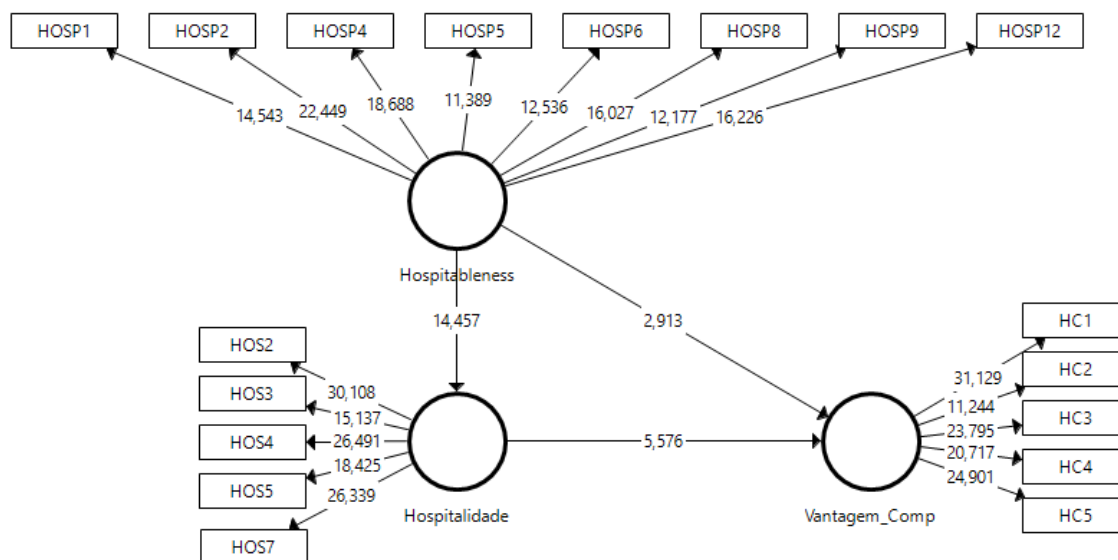 HOSP1 HOSP2 HOSP4 HOSP5 HOSP6 HOSP8 HOSP9 HOSP12
14,543 22,449 18,688 11,389 12,536 16,027 12,177 16,226
Hospitableness
14,457 2,913
HOS2
HOS3
HOS4
HOS5
HOS7
30,108
15,137
26,491
18,425
26,339
Hospitalidade
5,576
HC1
HC2
HC3
HC4
HC5
31,129
11,244
23,795
20,717
24,901
Vantagem_Comp